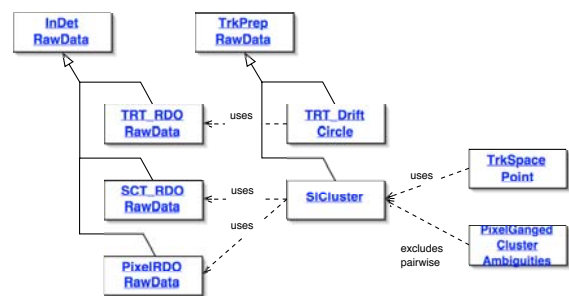 InDet
RawData
TrkPrep
RawData
TRT_RDO
RawData
uses
TRT_Drift
Circle
SCT_RDO
RawData
uses
SiCluster
uses
TrkSpace
Point
uses
PixelRDO
RawData
excludes
pairwise
PixelGanged
Cluster
Ambiguities